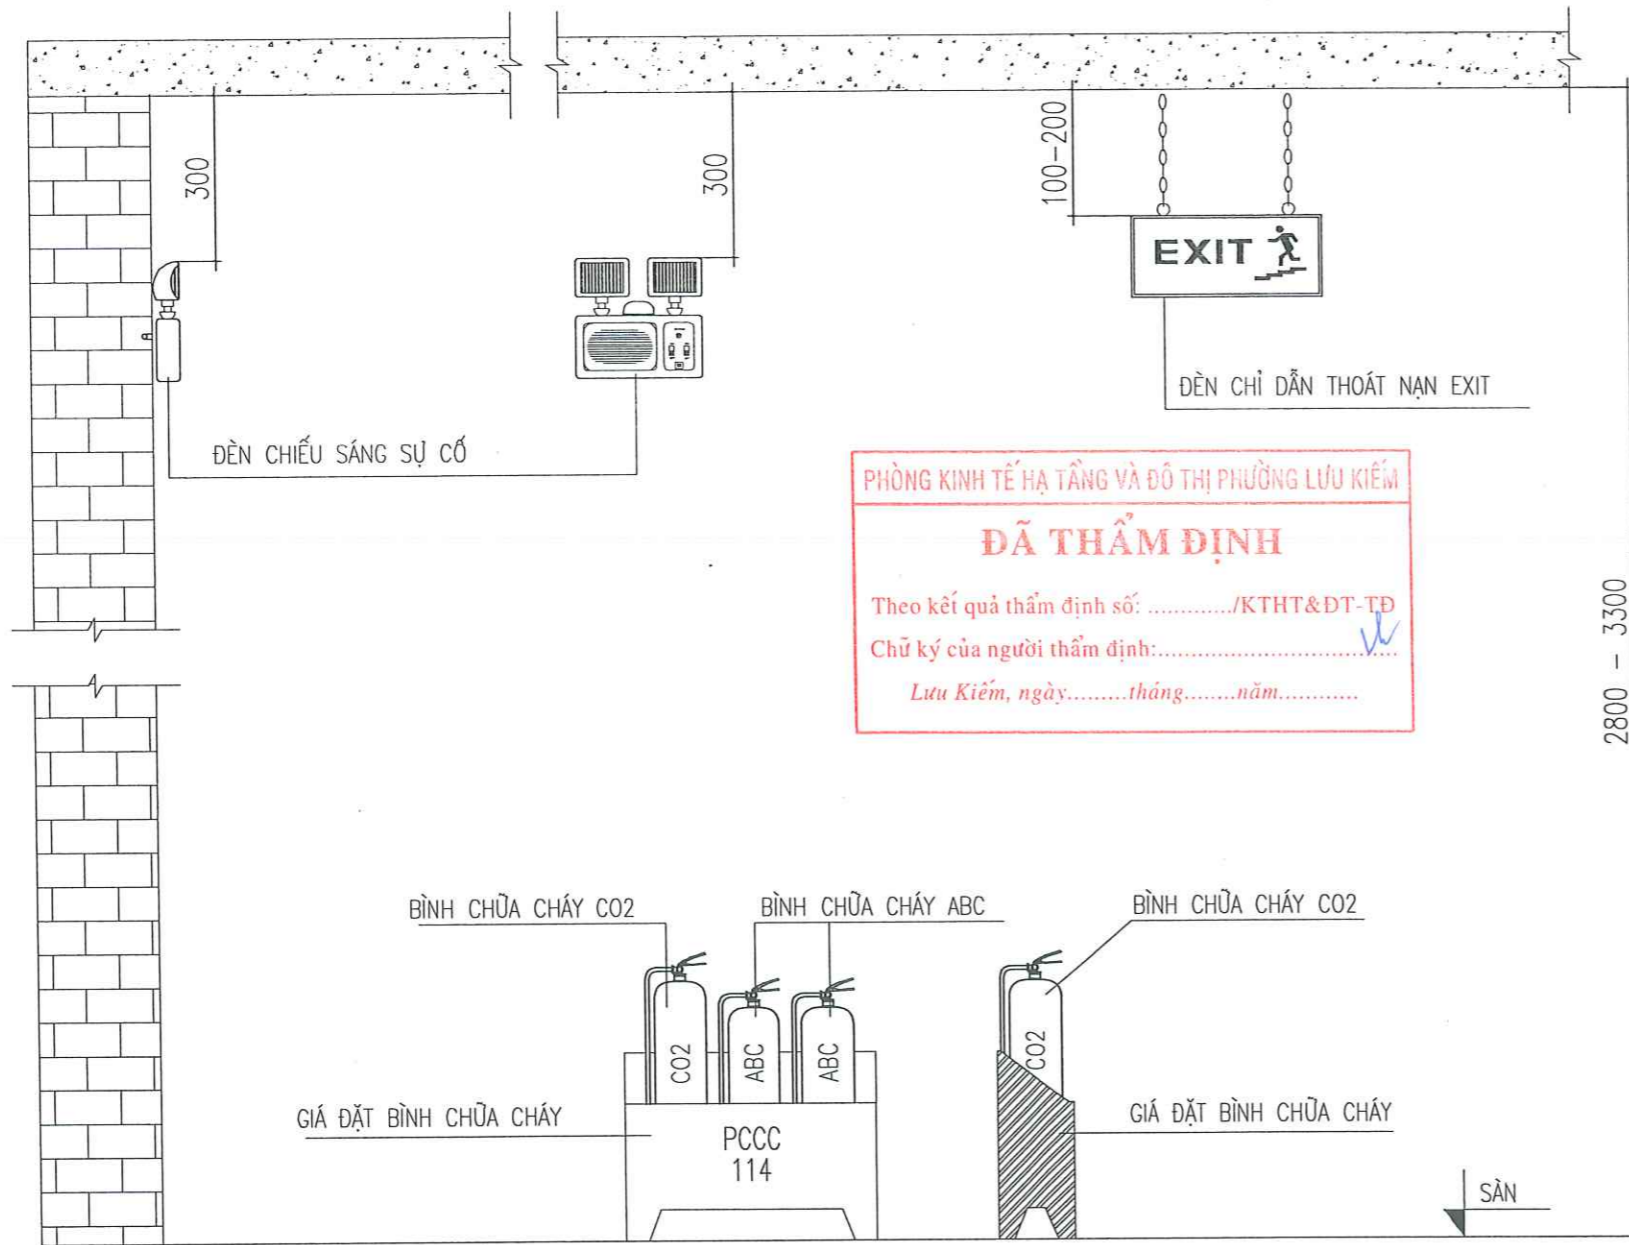 300
300
100-200
EXIT
ĐÈN CHỈ DẪN THOÁT NẠN EXIT
ĐÈN CHIẾU SÁNG SỰ CỐ
PHÒNG KINH TẾ HẠ TẦNG VÀ ĐÔ THỊ PHƯỜNG LƯU KIẾM
ĐÃ THẨM ĐỊNH
Theo kết quả thẩm định số: ............/KTHT&ĐT-TĐ
Chữ ký của người thẩm định:..................................
Lưu Kiếm, ngày.........tháng........năm...........
2800 - 3300
BÌNH CHỮA CHÁY CO2
BÌNH CHỮA CHÁY ABC
BÌNH CHỮA CHÁY CO2
CO2
ABC
ABC
CO2
GIÁ ĐẶT BÌNH CHỮA CHÁY
PCCC
114
GIÁ ĐẶT BÌNH CHỮA CHÁY
SÀN